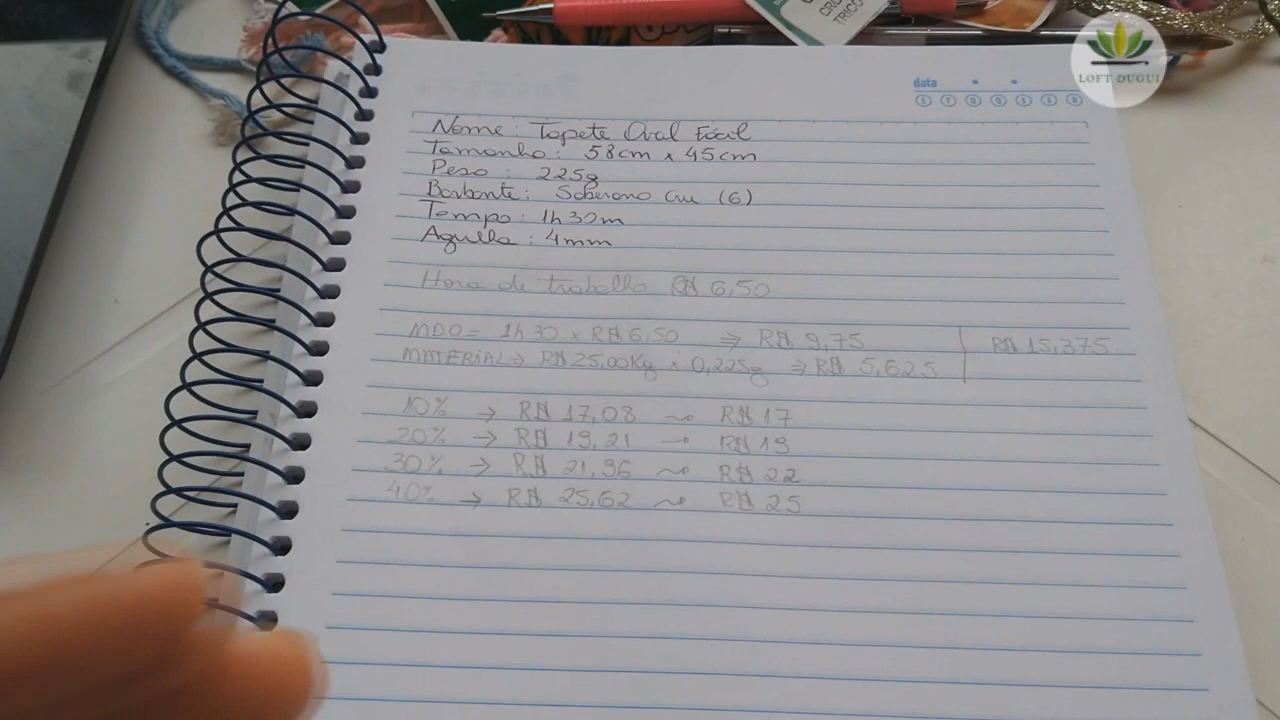 CRO
TRICO
LOFT DUGUI
data
S T Q Q S S D
Nome: Tapete Oval Fácil
Tamanho: 58cm x 45cm
Peso: 225g
Barbante: Soberano Cru (6)
Tempo: 1h30m
Agulha: 4mm
Hora de trabalho R$ 6,50
MDO = 1h30 x R$ 6,50 => R$ 9,75 | R$ 15,375
MATERIAL => R$ 25,00Kg x 0,225g => R$ 5,625
10% -> R$ 17,08 ~ R$ 17
20% -> R$ 19,21 ~ R$ 19
30% -> R$ 21,96 ~ R$ 22
40% -> R$ 25,62 ~ R$ 25